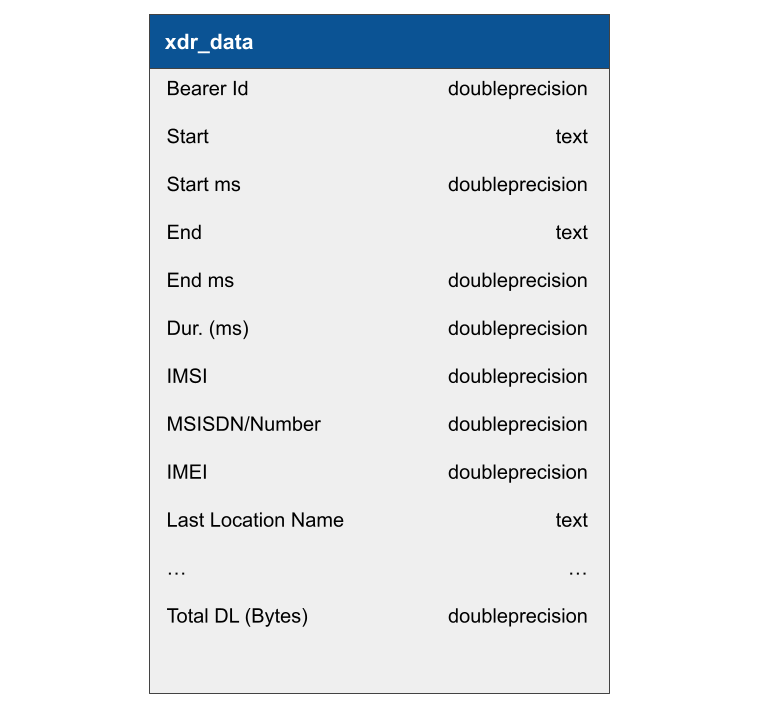 xdr_data
Bearer Id doubleprecision
Start text
Start ms doubleprecision
End text
End ms doubleprecision
Dur. (ms) doubleprecision
IMSI doubleprecision
MSISDN/Number doubleprecision
IMEI doubleprecision
Last Location Name text
… …
Total DL (Bytes) doubleprecision